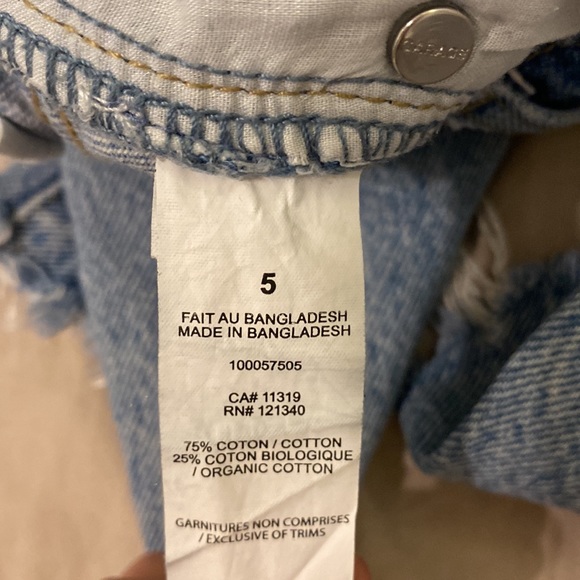 GARAGE
5
FAIT AU BANGLADESH
MADE IN BANGLADESH
100057505
CA# 11319
RN# 121340
75% COTON / COTTON
25% COTON BIOLOGIQUE
/ ORGANIC COTTON
GARNITURES NON COMPRISES
/ EXCLUSIVE OF TRIMS